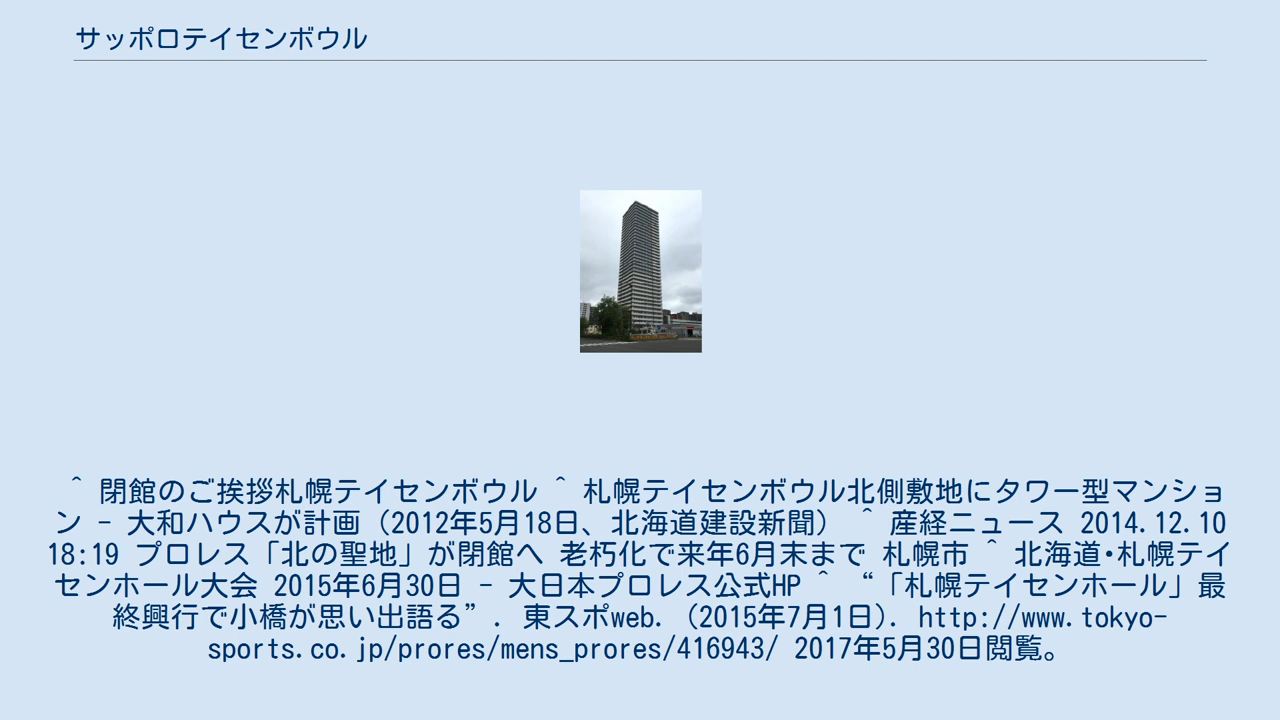 サッポロテイセンボウル
^ 閉館のご挨拶札幌テイセンボウル ^ 札幌テイセンボウル北側敷地にタワー型マンショ
ン - 大和ハウスが計画（2012年5月18日、北海道建設新聞） ^ 産経ニュース 2014.12.10
18:19 プロレス「北の聖地」が閉館へ 老朽化で来年6月末まで 札幌市 ^ 北海道・札幌テイ
センホール大会 2015年6月30日 - 大日本プロレス公式HP ^ “「札幌テイセンホール」最
終興行で小橋が思い出語る”. 東スポweb. (2015年7月1日). http://www.tokyo-
sports.co.jp/prores/mens_prores/416943/ 2017年5月30日閲覧。